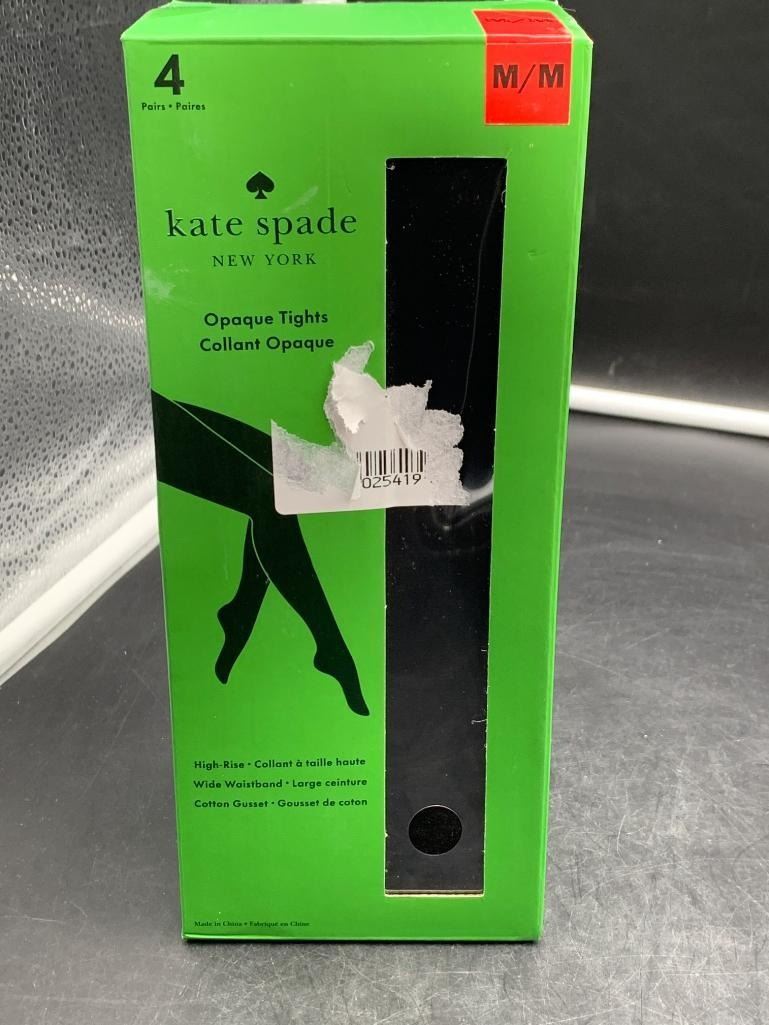 4
Pairs • Paires
M/M
kate spade
NEW YORK
Opaque Tights
Collant Opaque
025419
High-Rise • Collant à taille haute
Wide Waistband • Large ceinture
Cotton Gusset • Gousset de coton
Made in China • Fabriqué en Chine